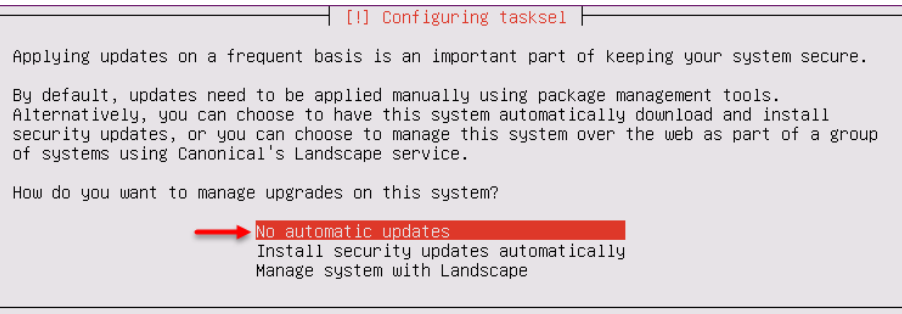 [!] Configuring tasksel
Applying updates on a frequent basis is an important part of keeping your system secure.
By default, updates need to be applied manually using package management tools.
Alternatively, you can choose to have this system automatically download and install
security updates, or you can choose to manage this system over the web as part of a group
of systems using Canonical's Landscape service.
How do you want to manage upgrades on this system?
No automatic updates
Install security updates automatically
Manage system with Landscape